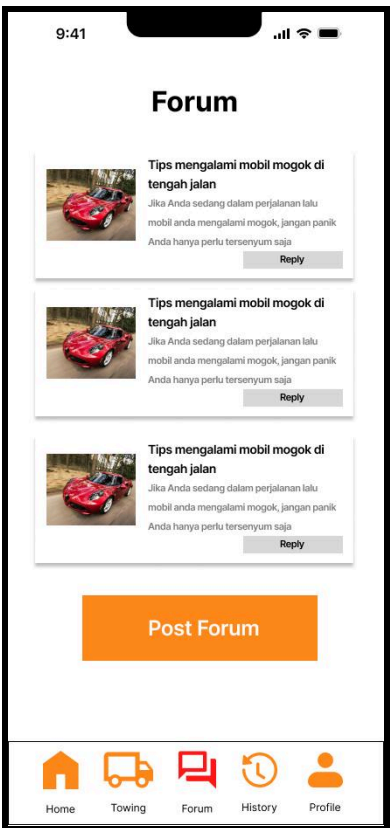 9:41
Forum
Tips mengalami mobil mogok di
tengah jalan
Jika Anda sedang dalam perjalanan lalu
mobil anda mengalami mogok, jangan panik
Anda hanya perlu tersenyum saja
Reply
Tips mengalami mobil mogok di
tengah jalan
Jika Anda sedang dalam perjalanan lalu
mobil anda mengalami mogok, jangan panik
Anda hanya perlu tersenyum saja
Reply
Tips mengalami mobil mogok di
tengah jalan
Jika Anda sedang dalam perjalanan lalu
mobil anda mengalami mogok, jangan panik
Anda hanya perlu tersenyum saja
Reply
Post Forum
Home Towing Forum History Profile